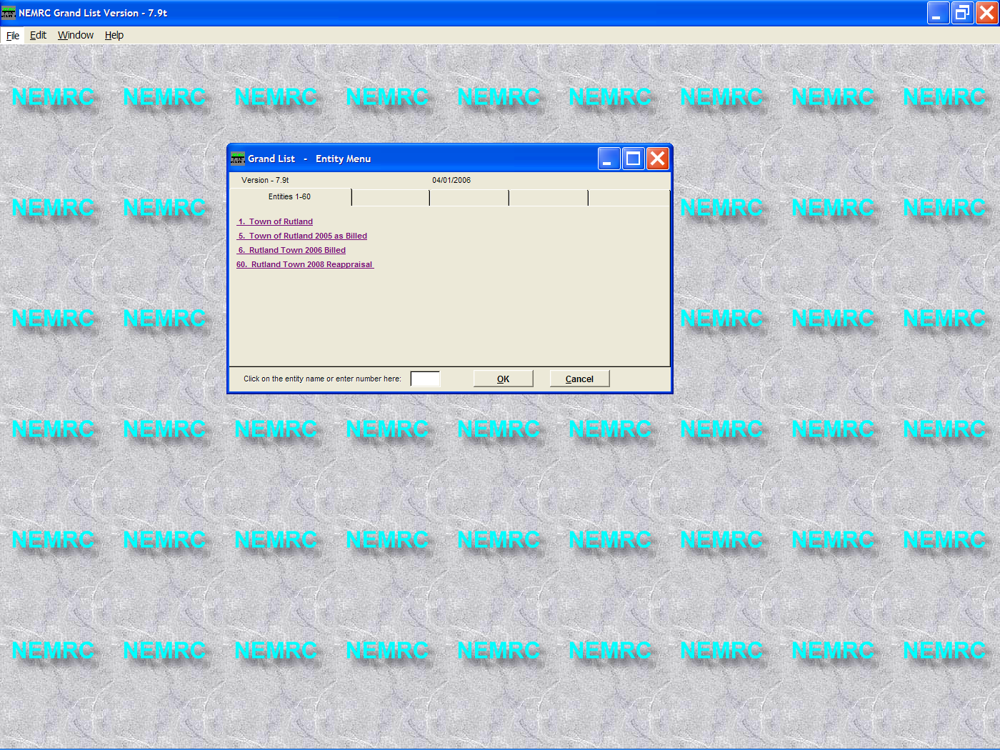 NEMRC Grand List Version - 7.9t
File Edit Window Help
NEMRC NEMRC NEMRC NEMRC NEMRC NEMRC NEMRC NEMRC NEMRC
Grand List - Entity Menu
Version - 7.9t 04/01/2006
Entities 1-60
NEMRC NEMRC NEMRC NEMRC NEMRC
1. Town of Rutland
5. Town of Rutland 2005 as Billed
6. Rutland Town 2006 Billed
60. Rutland Town 2008 Reappraisal
NEMRC NEMRC NEMRC NEMRC NEMRC
Click on the entity name or enter number here: OK Cancel
NEMRC NEMRC NEMRC NEMRC NEMRC NEMRC NEMRC NEMRC NEMRC
NEMRC NEMRC NEMRC NEMRC NEMRC NEMRC NEMRC NEMRC NEMRC
NEMRC NEMRC NEMRC NEMRC NEMRC NEMRC NEMRC NEMRC NEMRC